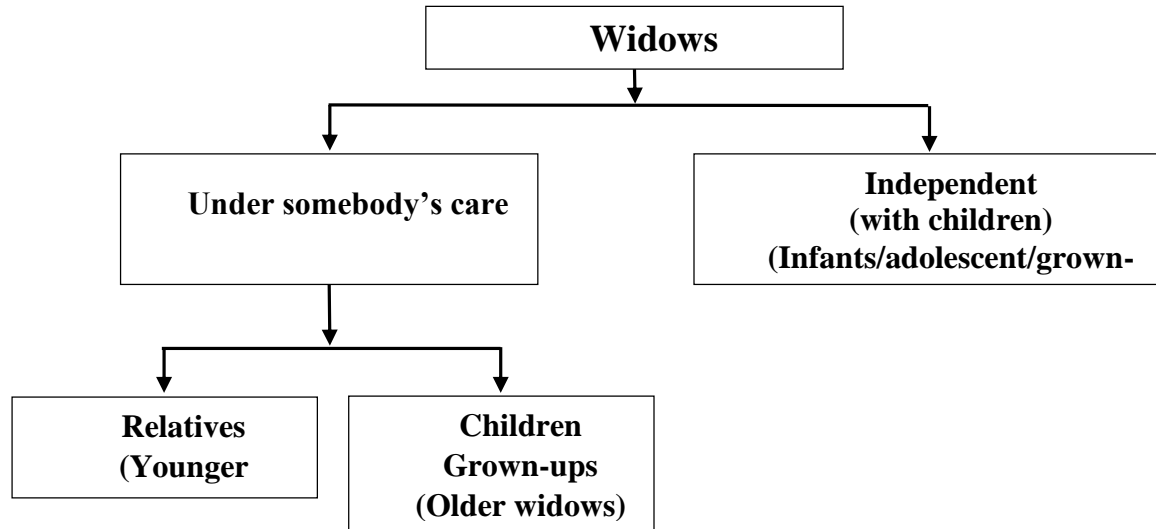 Widows
Under somebody’s care
Independent
(with children)
(Infants/adolescent/grown-
Relatives
(Younger
Children
Grown-ups
(Older widows)